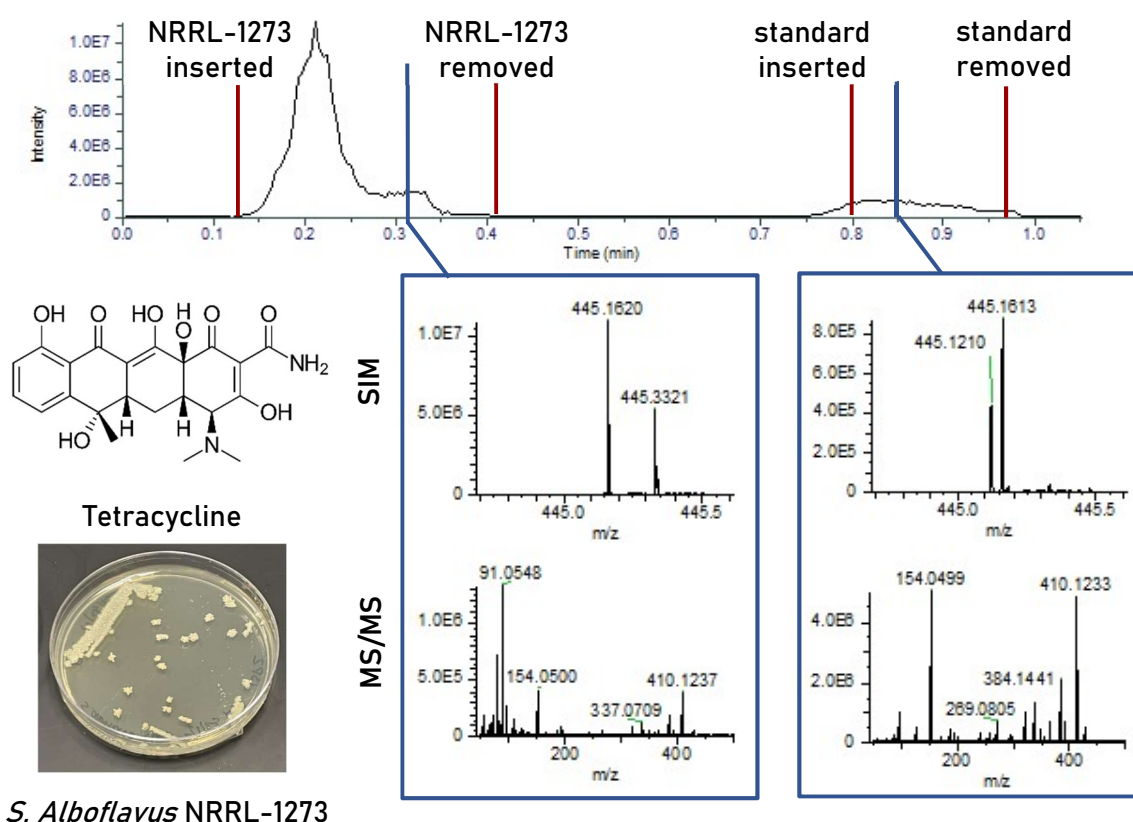 NRRL-1273
inserted
NRRL-1273
removed
standard
inserted
standard
removed
Intensity
1.0E7
8.0E6
6.0E6
4.0E6
2.0E6
0
0.0 0.1 0.2 0.3 0.4 0.5 0.6 0.7 0.8 0.9 1.0
Time (min)
OH O HO H O O
O
NH2
OH
HO H H
N
Tetracycline
S. Alboflavus NRRL-1273
SIM
445.1620
1.0E7
445.3321
5.0E6
0
445.0 445.5
m/z
445.1613
8.0E5
445.1210
6.0E5
4.0E5
2.0E5
0
445.0 445.5
m/z
MS/MS
91.0548
1.0E6
154.0500
410.1237
5.0E5
337.0709
0
200 400
m/z
154.0499
410.1233
4.0E6
384.1441
2.0E6
269.0805
0
200 400
m/z